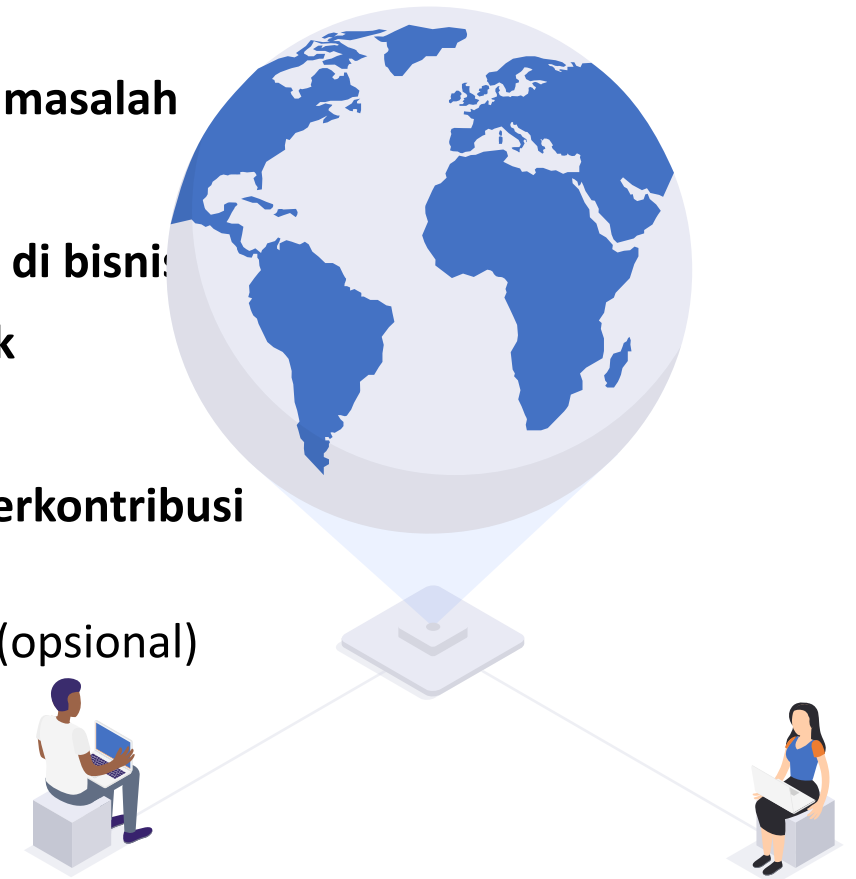 masalah
di bisnis
k
erkontribusi
(opsional)